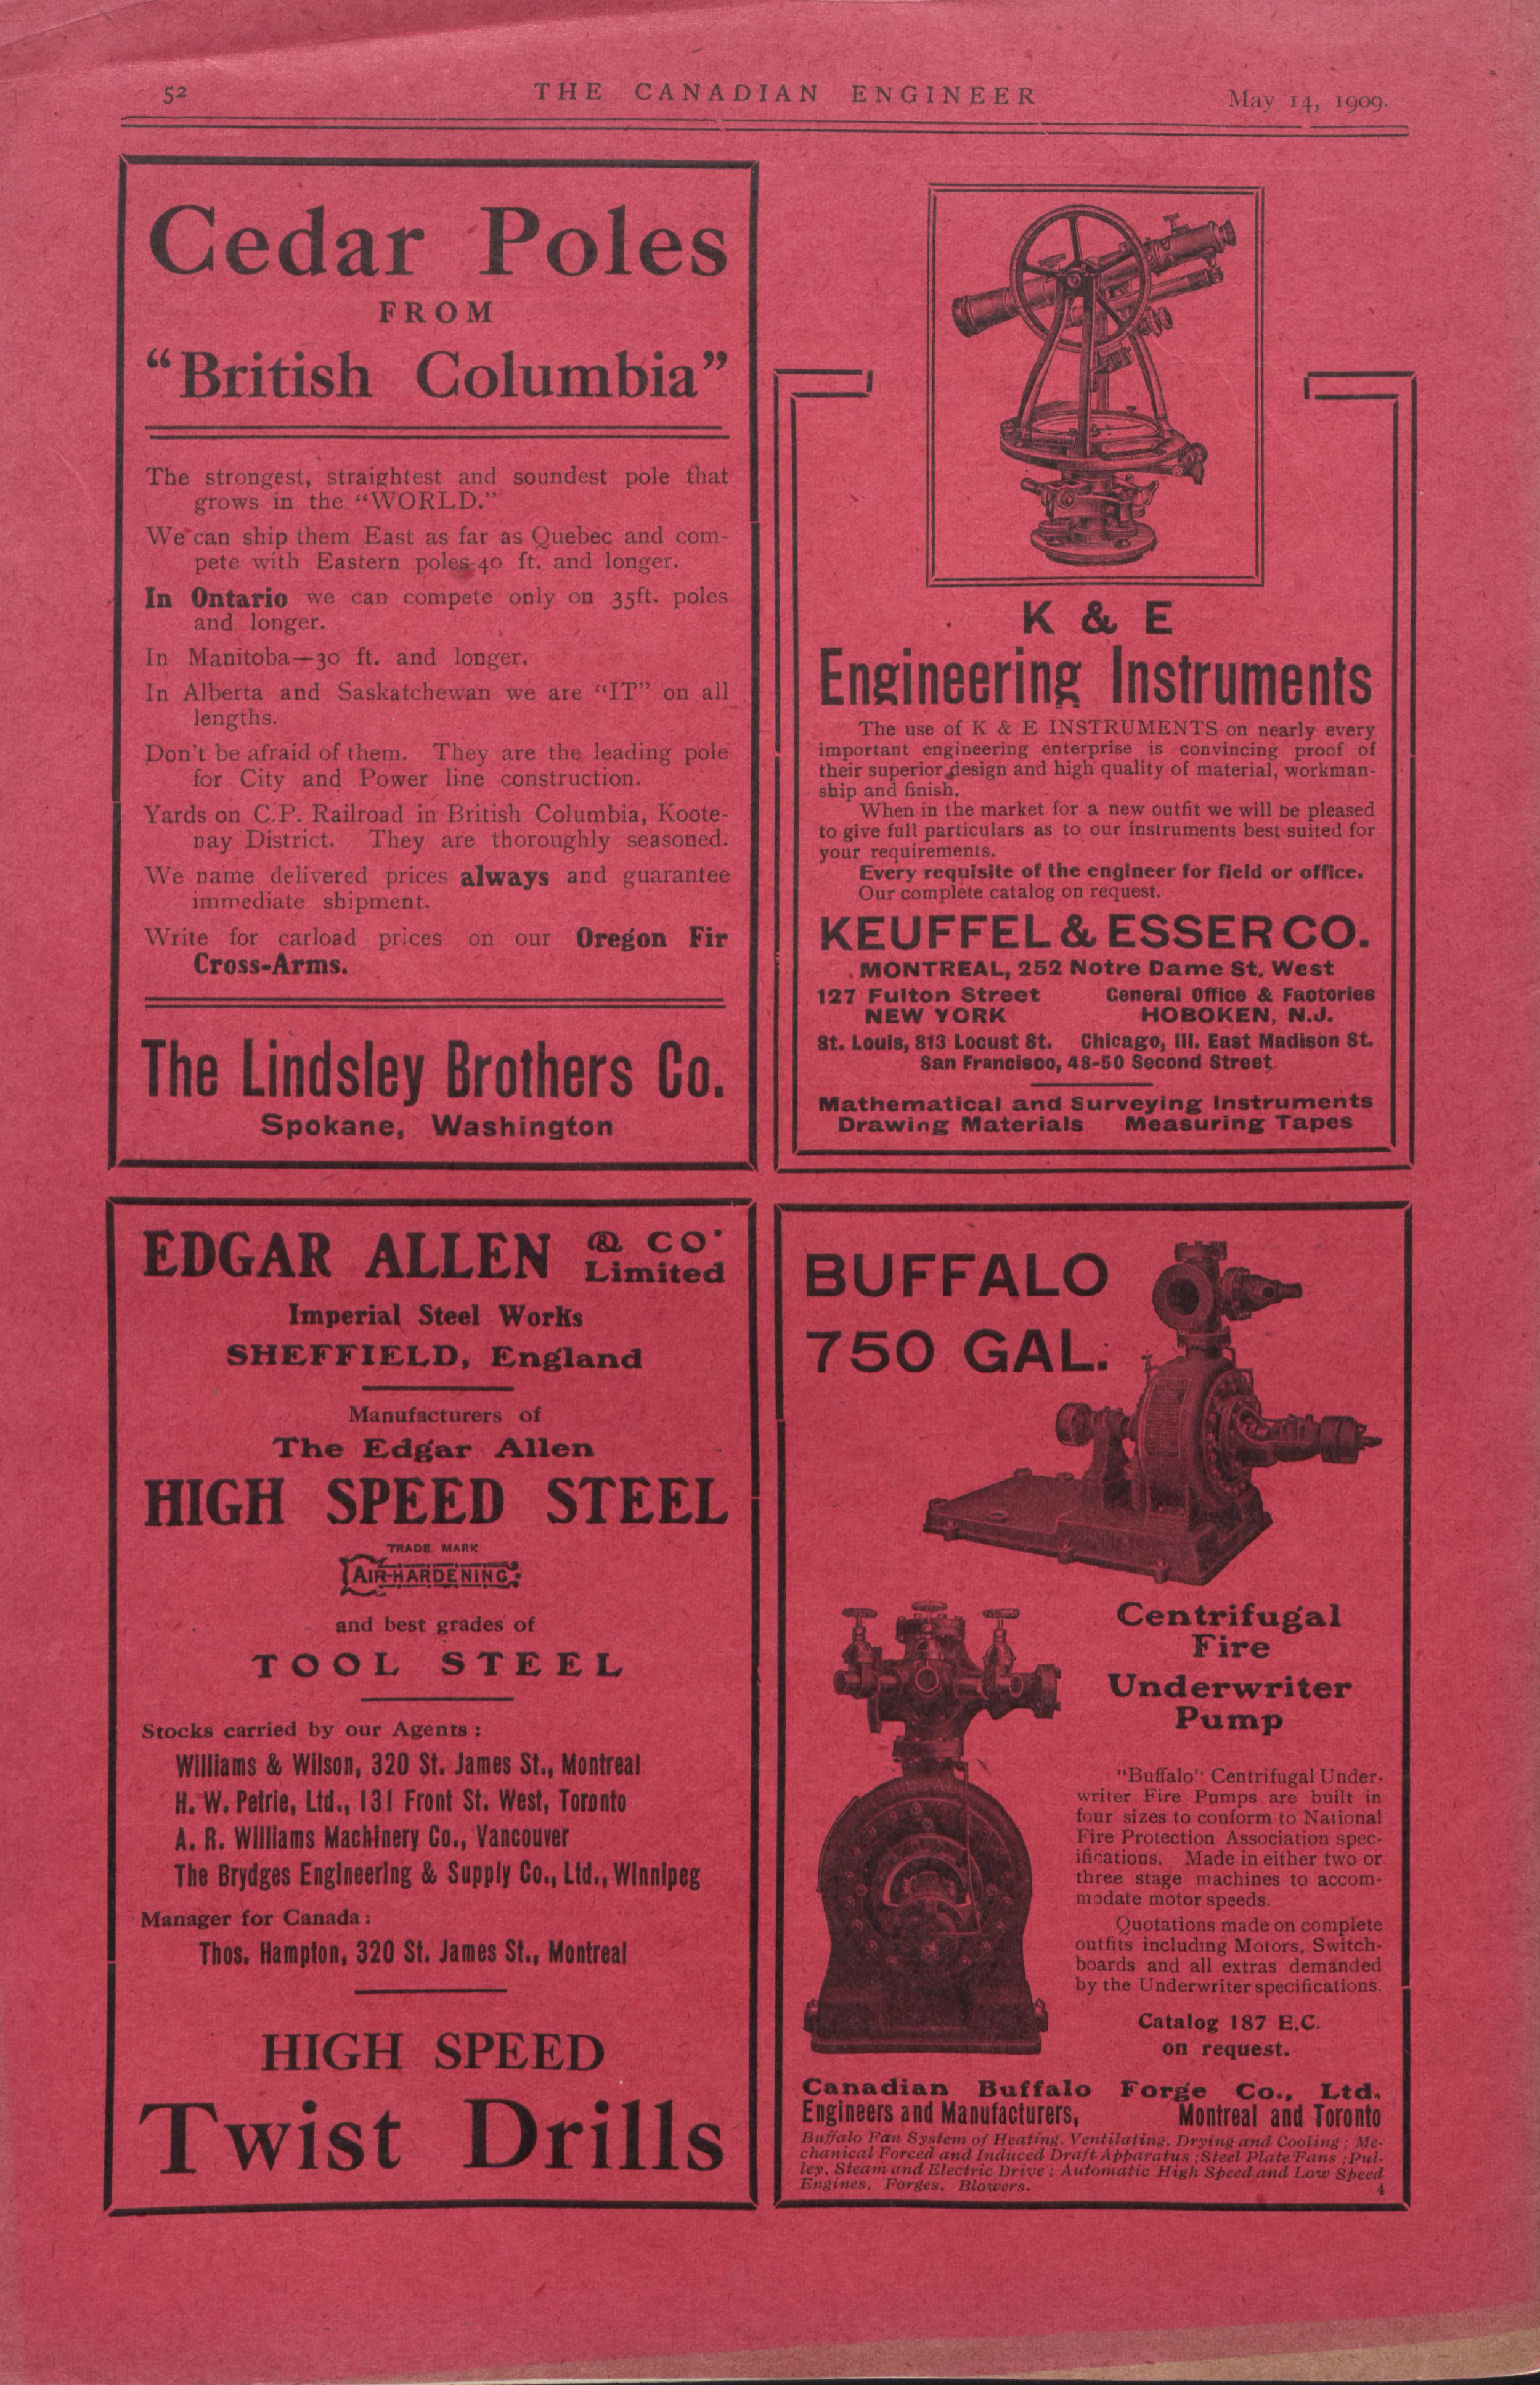 52
THE CANADIAN ENGINEER
May 14, 1909.
Cedar Poles
FROM
“British Columbia”
The strongest, straightest and soundest pole that
grows in the “WORLD.”
We can ship them East as far as Quebec and com-
pete with Eastern poles-40 ft. and longer.
In Ontario we can compete only on 35ft. poles
and longer.
In Manitoba—30 ft. and longer.
In Alberta and Saskatchewan we are “IT” on all
lengths.
Don't be afraid of them. They are the leading pole
for City and Power line construction.
Yards on C.P. Railroad in British Columbia, Koote-
nay District. They are thoroughly seasoned.
We name delivered prices always and guarantee
immediate shipment.
Write for carload prices on our Oregon Fir
Cross-Arms.
The Lindsley Brothers Co.
Spokane, Washington
K & E
Engineering Instruments
The use of K & E INSTRUMENTS on nearly every
important engineering enterprise is convincing proof of
their superior design and high quality of material, workman-
ship and finish.
When in the market for a new outfit we will be pleased
to give full particulars as to our instruments best suited for
your requirements.
Every requisite of the engineer for field or office.
Our complete catalog on request.
KEUFFEL & ESSER CO.
MONTREAL, 252 Notre Dame St. West
127 Fulton Street General Office & Factories
NEW YORK HOBOKEN, N.J.
St. Louis, 813 Locust St. Chicago, Ill. East Madison St.
San Francisco, 48-50 Second Street
Mathematical and Surveying Instruments
Drawing Materials Measuring Tapes
EDGAR ALLEN & CO.
Limited
Imperial Steel Works
SHEFFIELD, England
Manufacturers of
The Edgar Allen
HIGH SPEED STEEL
TRADE MARK
AIR-HARDENING
and best grades of
TOOL STEEL
Stocks carried by our Agents:
Williams & Wilson, 320 St. James St., Montreal
H. W. Petrie, Ltd., 131 Front St. West, Toronto
A. R. Williams Machinery Co., Vancouver
The Brydges Engineering & Supply Co., Ltd., Winnipeg
Manager for Canada:
Thos. Hampton, 320 St. James St., Montreal
HIGH SPEED
Twist Drills
BUFFALO
750 GAL.
Centrifugal
Fire
Underwriter
Pump
“Buffalo” Centrifugal Under-
writer Fire Pumps are built in
four sizes to conform to National
Fire Protection Association spec-
ifications. Made in either two or
three stage machines to accom-
modate motor speeds.
Quotations made on complete
outfits including Motors, Switch-
boards and all extras demanded
by the Underwriter specifications.
Catalog 187 E.C.
on request.
Canadian Buffalo Forge Co., Ltd.
Engineers and Manufacturers, Montreal and Toronto
Buffalo Fan System of Heating, Ventilating, Drying and Cooling; Me-
chanical Forced and Induced Draft Apparatus; Steel Plate Fans; Pul-
ley, Steam and Electric Drive; Automatic High Speed and Low Speed
Engines, Forges, Blowers.
4